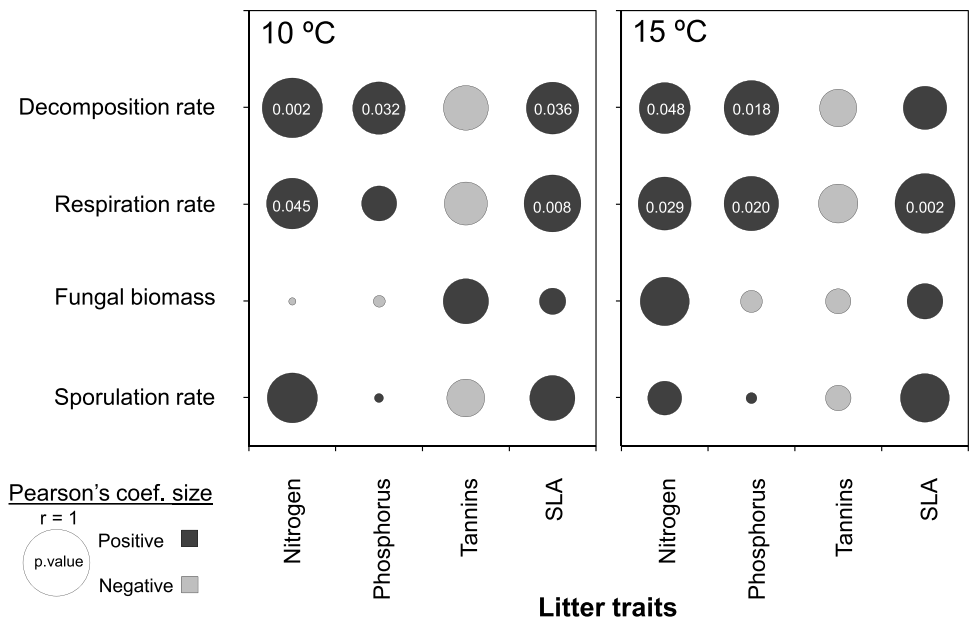 10 ºC
15 ºC
Decomposition rate
0.002
0.032
0.036
0.048
0.018
Respiration rate
0.045
0.008
0.029
0.020
0.002
Fungal biomass
Sporulation rate
Nitrogen
Phosphorus
Tannins
SLA
Nitrogen
Phosphorus
Tannins
SLA
Pearson's coef. size
r = 1
p.value
Positive
Negative
Litter traits